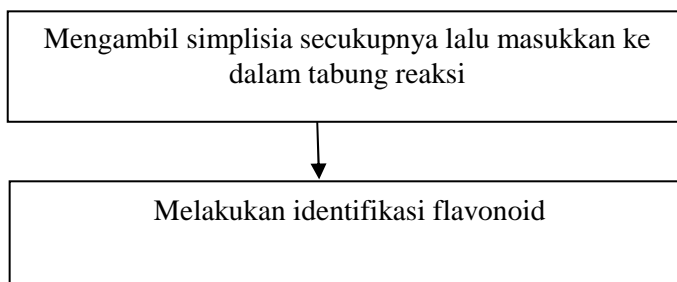 Mengambil simplisia secukupnya lalu masukkan ke
dalam tabung reaksi
Melakukan identifikasi flavonoid